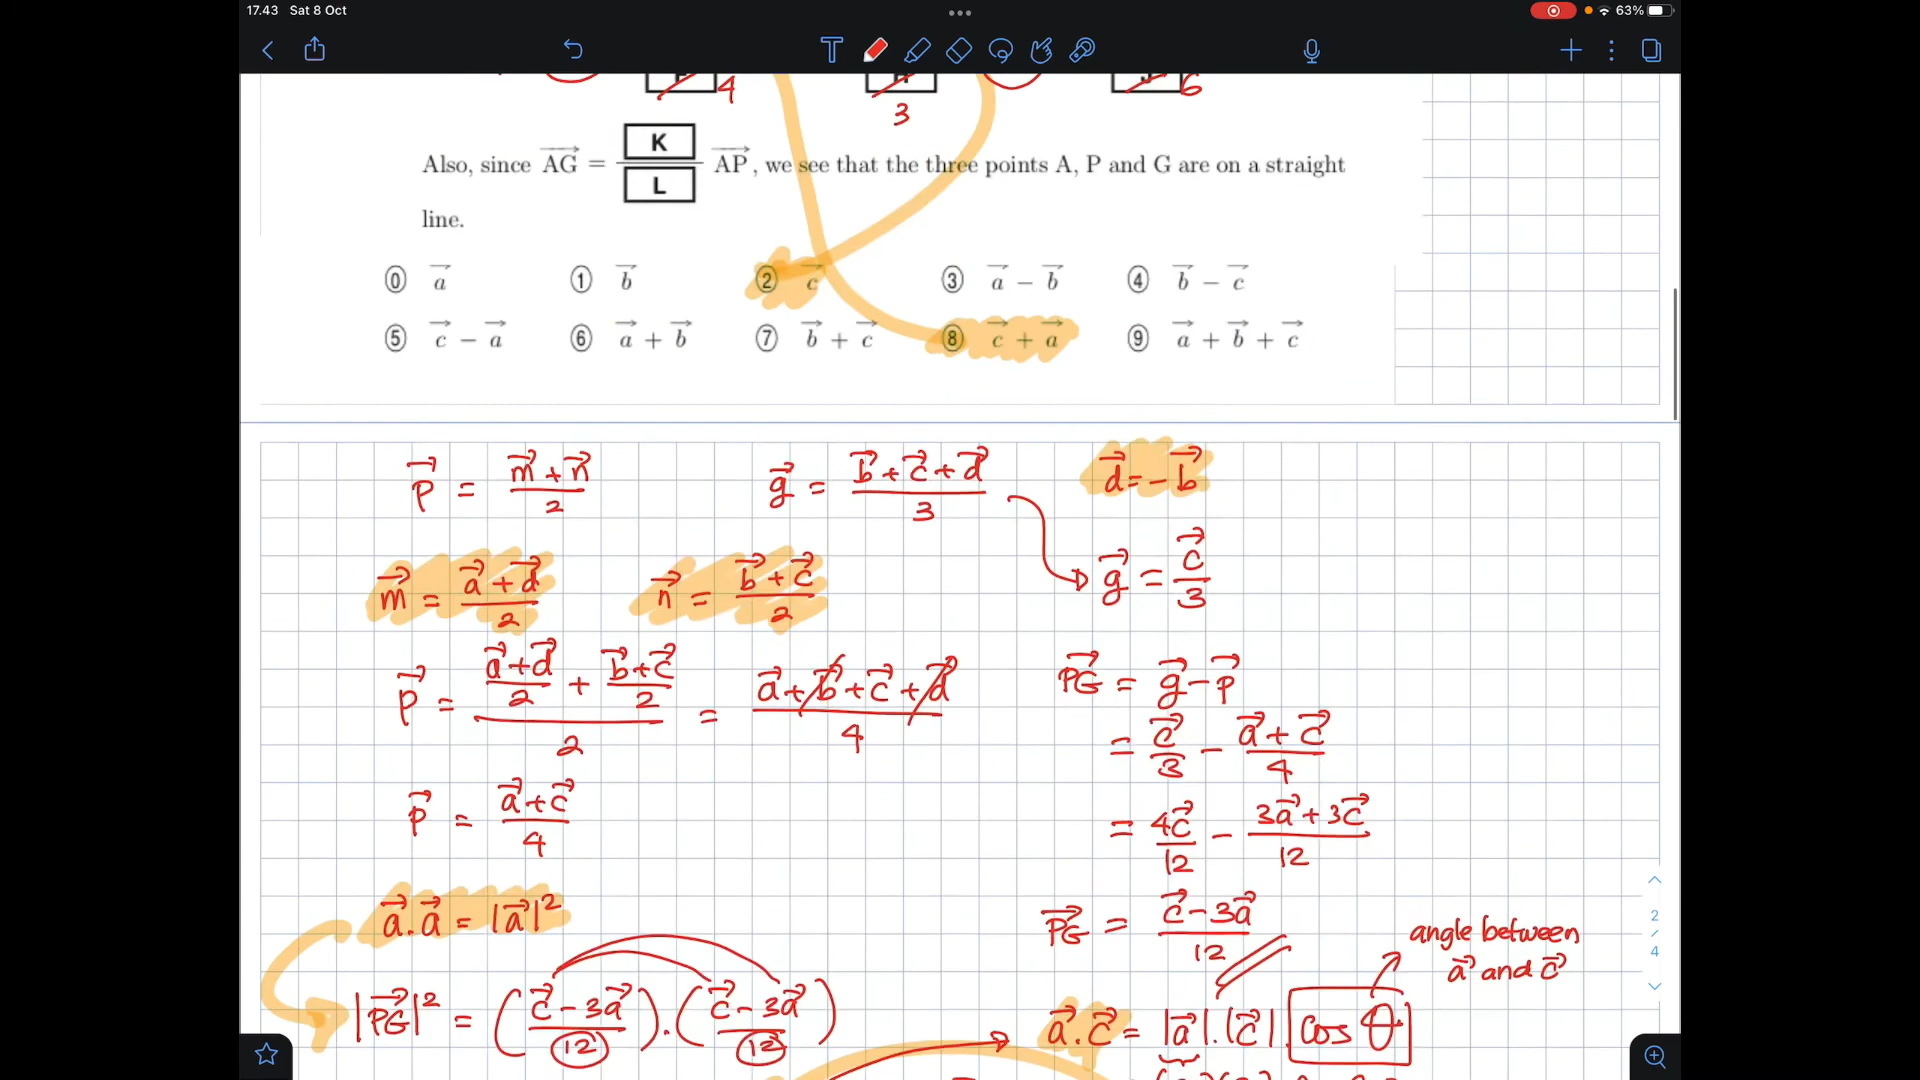 17.43 Sat 8 Oct
63%
4
3
6
Also, since AG→ = K/L AP→, we see that the three points A, P and G are on a straight
line.
⓪ a→ ① b→ ② c→ ③ a→ − b→ ④ b→ − c→
⑤ c→ − a→ ⑥ a→ + b→ ⑦ b→ + c→ ⑧ c→ + a→ ⑨ a→ + b→ + c→
p→ = (m→ + n→)/2
g→ = (b→ + c→ + d→)/3
d→ = −b→
m→ = (a→ + d→)/2
n→ = (b→ + c→)/2
g→ = c→/3
p→ = ((a→ + d→)/2 + (b→ + c→)/2)/2 = (a→ + b→ + c→ + d→)/4
PG→ = g→ − p→
= c→/3 − (a→ + c→)/4
p→ = (a→ + c→)/4
= 4c→/12 − (3a→ + 3c→)/12
a→.a→ = |a→|²
PG→ = (c→ − 3a→)/12
angle between
a→ and c→
|PG→|² = ((c→ − 3a→)/12).((c→ − 3a→)/12)
a→.c→ = |a→|.|c→|.cos θ
2
/
4